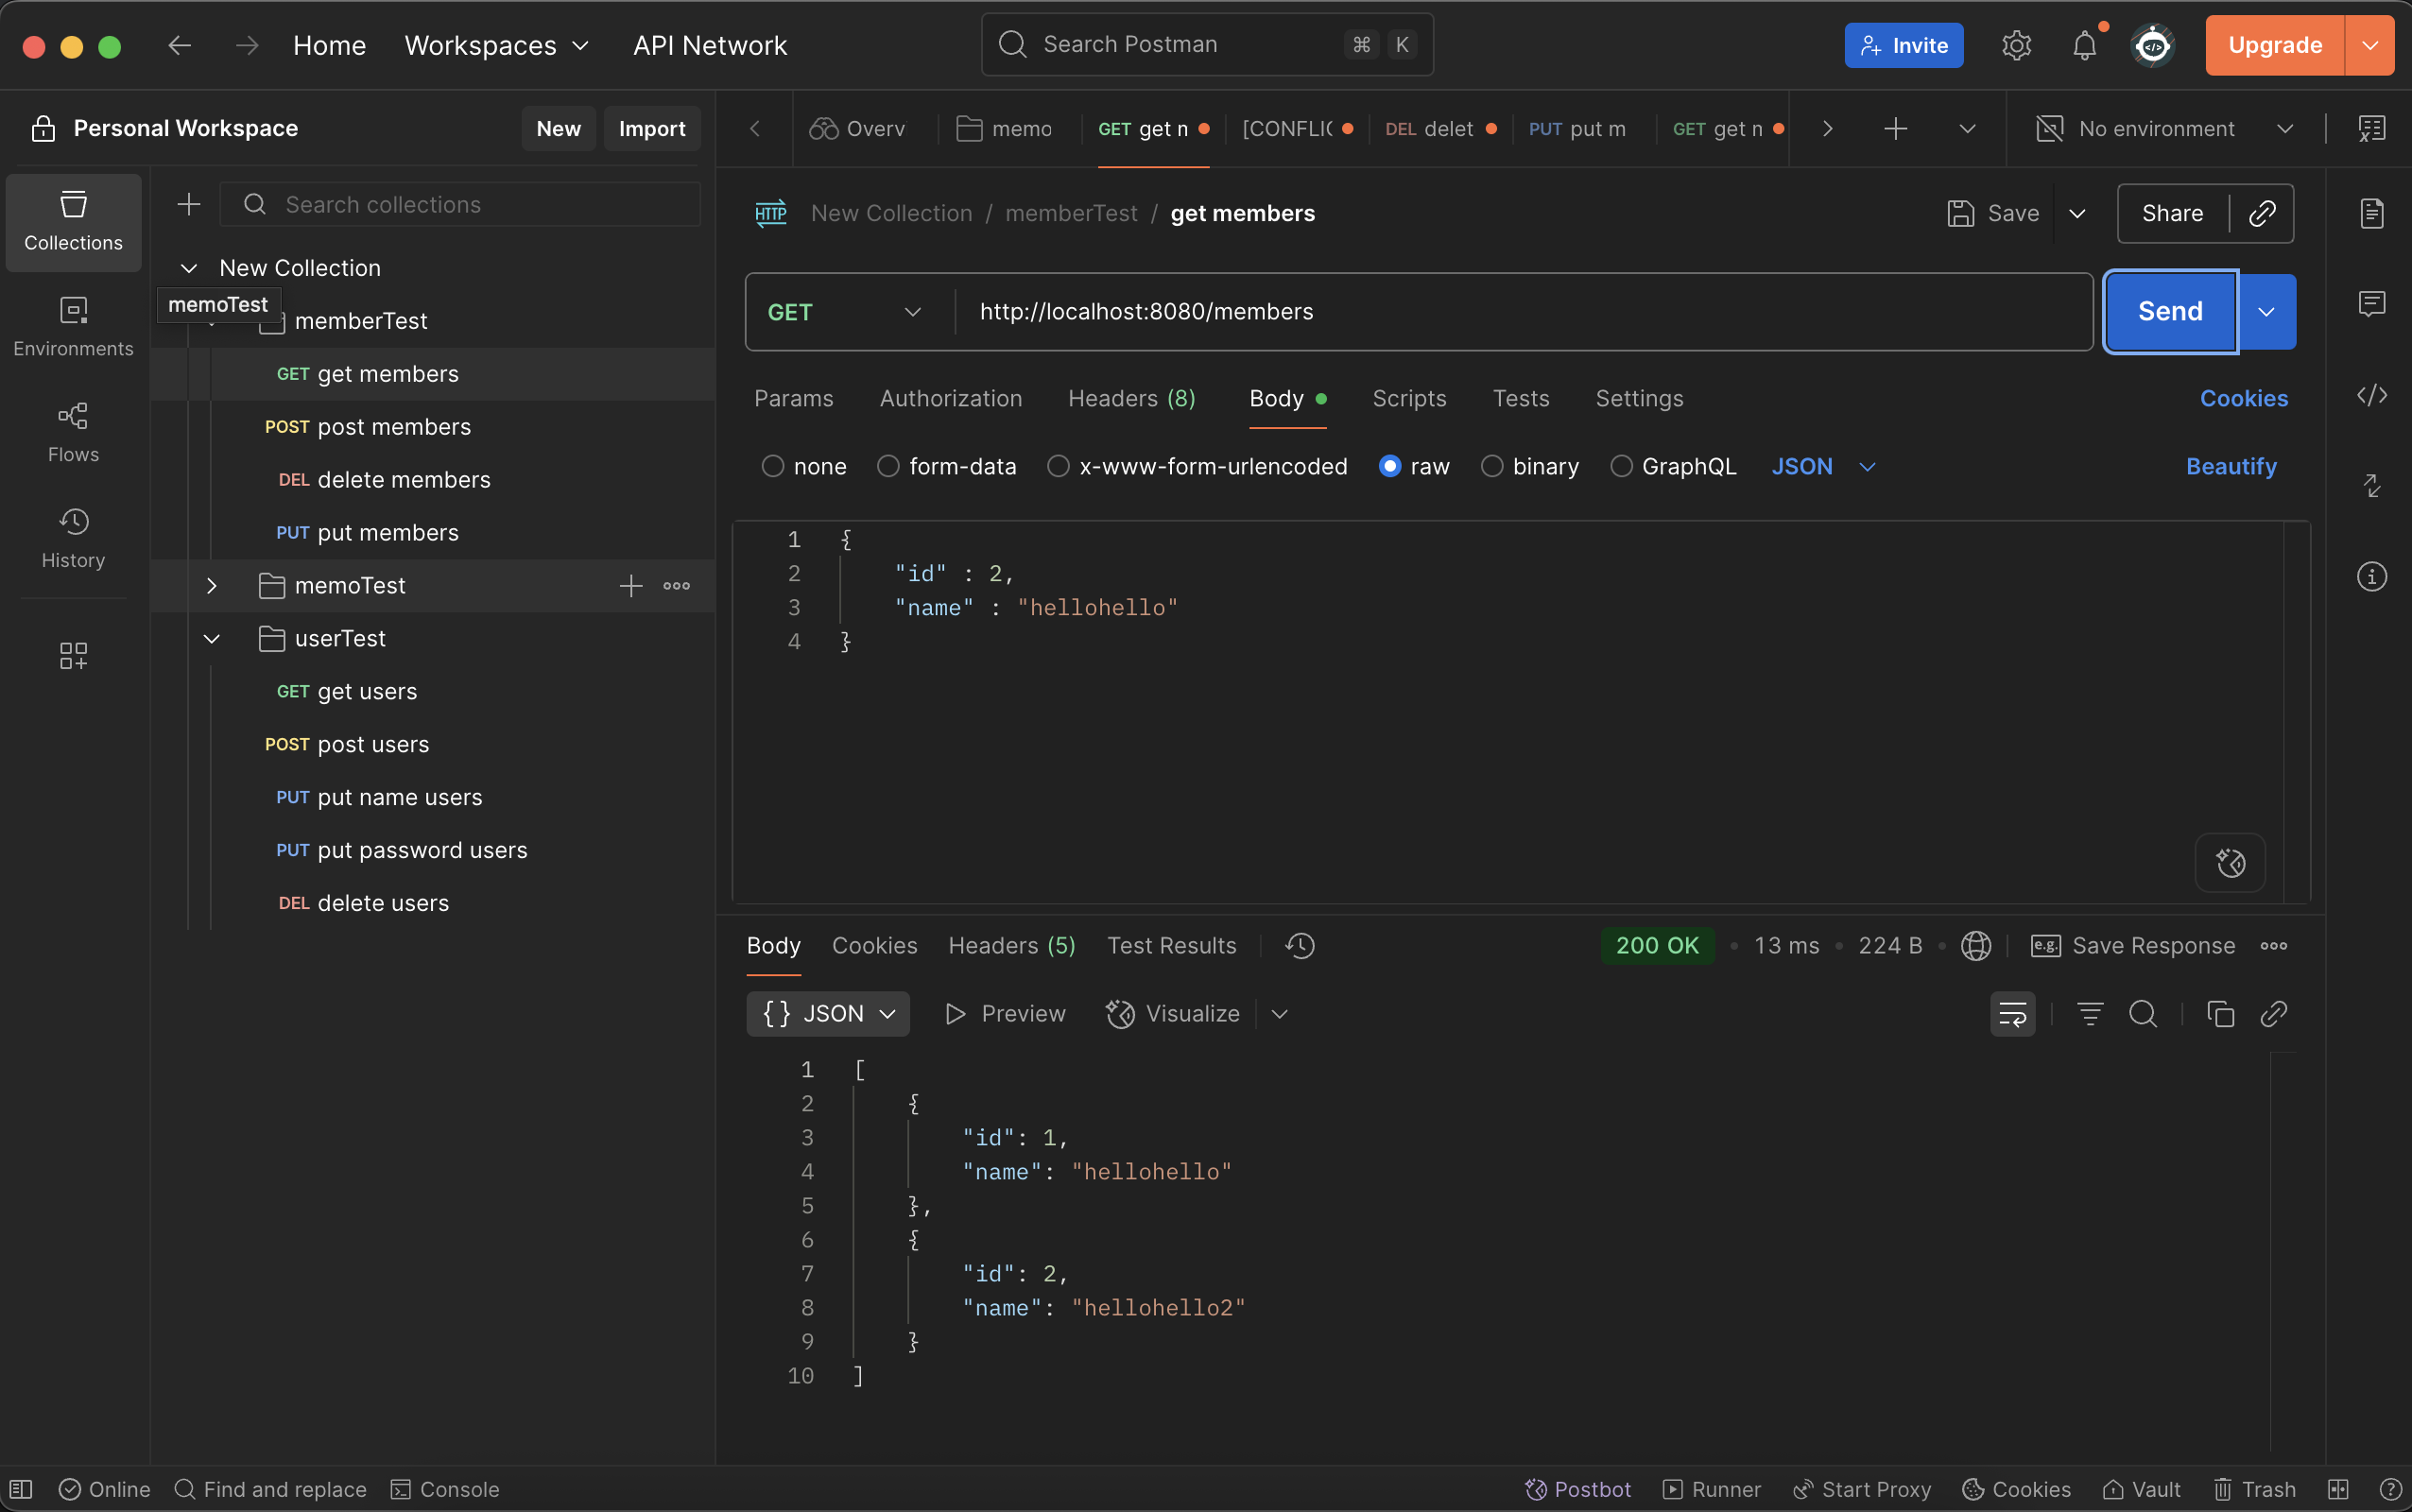 Home Workspaces API Network Search Postman ⌘ K Invite Upgrade
Personal Workspace New Import
Overv memo GET get n [CONFLI DEL delet PUT put m GET get n No environment
Collections
Environments
Flows
History
Search collections
New Collection
memoTest
memberTest
GET get members
POST post members
DEL delete members
PUT put members
memoTest
userTest
GET get users
POST post users
PUT put name users
PUT put password users
DEL delete users
HTTP New Collection / memberTest / get members Save Share
GET http://localhost:8080/members Send
Params Authorization Headers (8) Body Scripts Tests Settings Cookies
none form-data x-www-form-urlencoded raw binary GraphQL JSON Beautify
1 {
2 "id" : 2,
3 "name" : "hellohello"
4 }
Body Cookies Headers (5) Test Results 200 OK • 13 ms • 224 B • e.g. Save Response
{} JSON Preview Visualize
1 [
2 {
3 "id": 1,
4 "name": "hellohello"
5 },
6 {
7 "id": 2,
8 "name": "hellohello2"
9 }
10 ]
Online Find and replace Console Postbot Runner Start Proxy Cookies Vault Trash